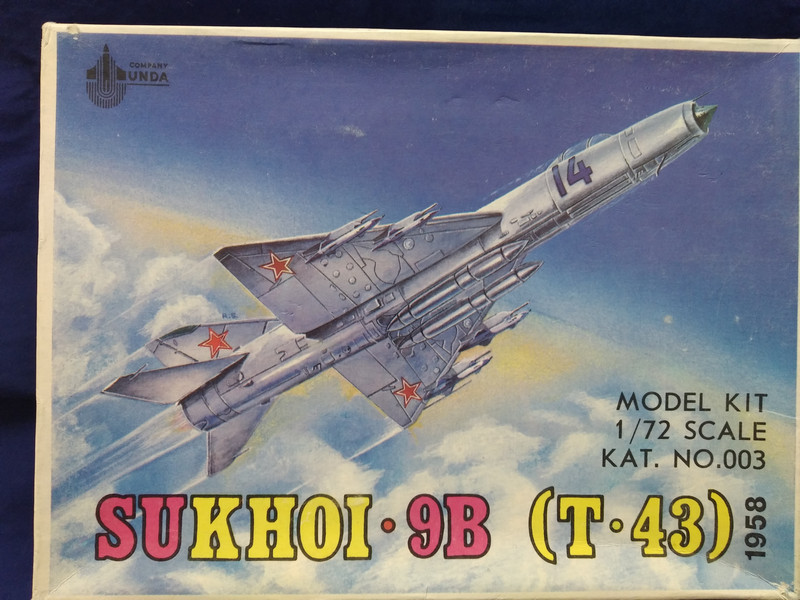 COMPANY
UNDA
14
MODEL KIT
1/72 SCALE
KAT. NO.003
SUKHOI·9B (T·43)
1958